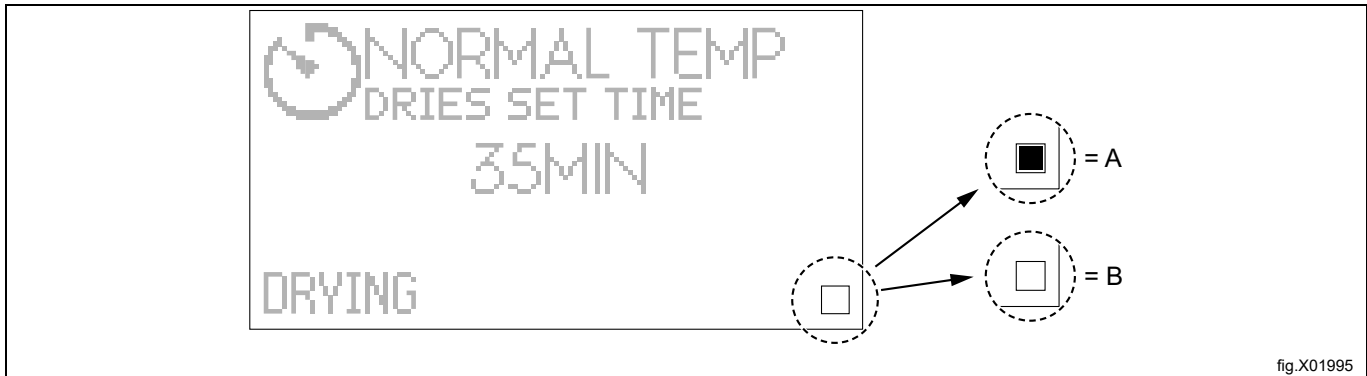 NORMAL TEMP
DRIES SET TIME
35MIN
DRYING
= A
= B
fig.X01995